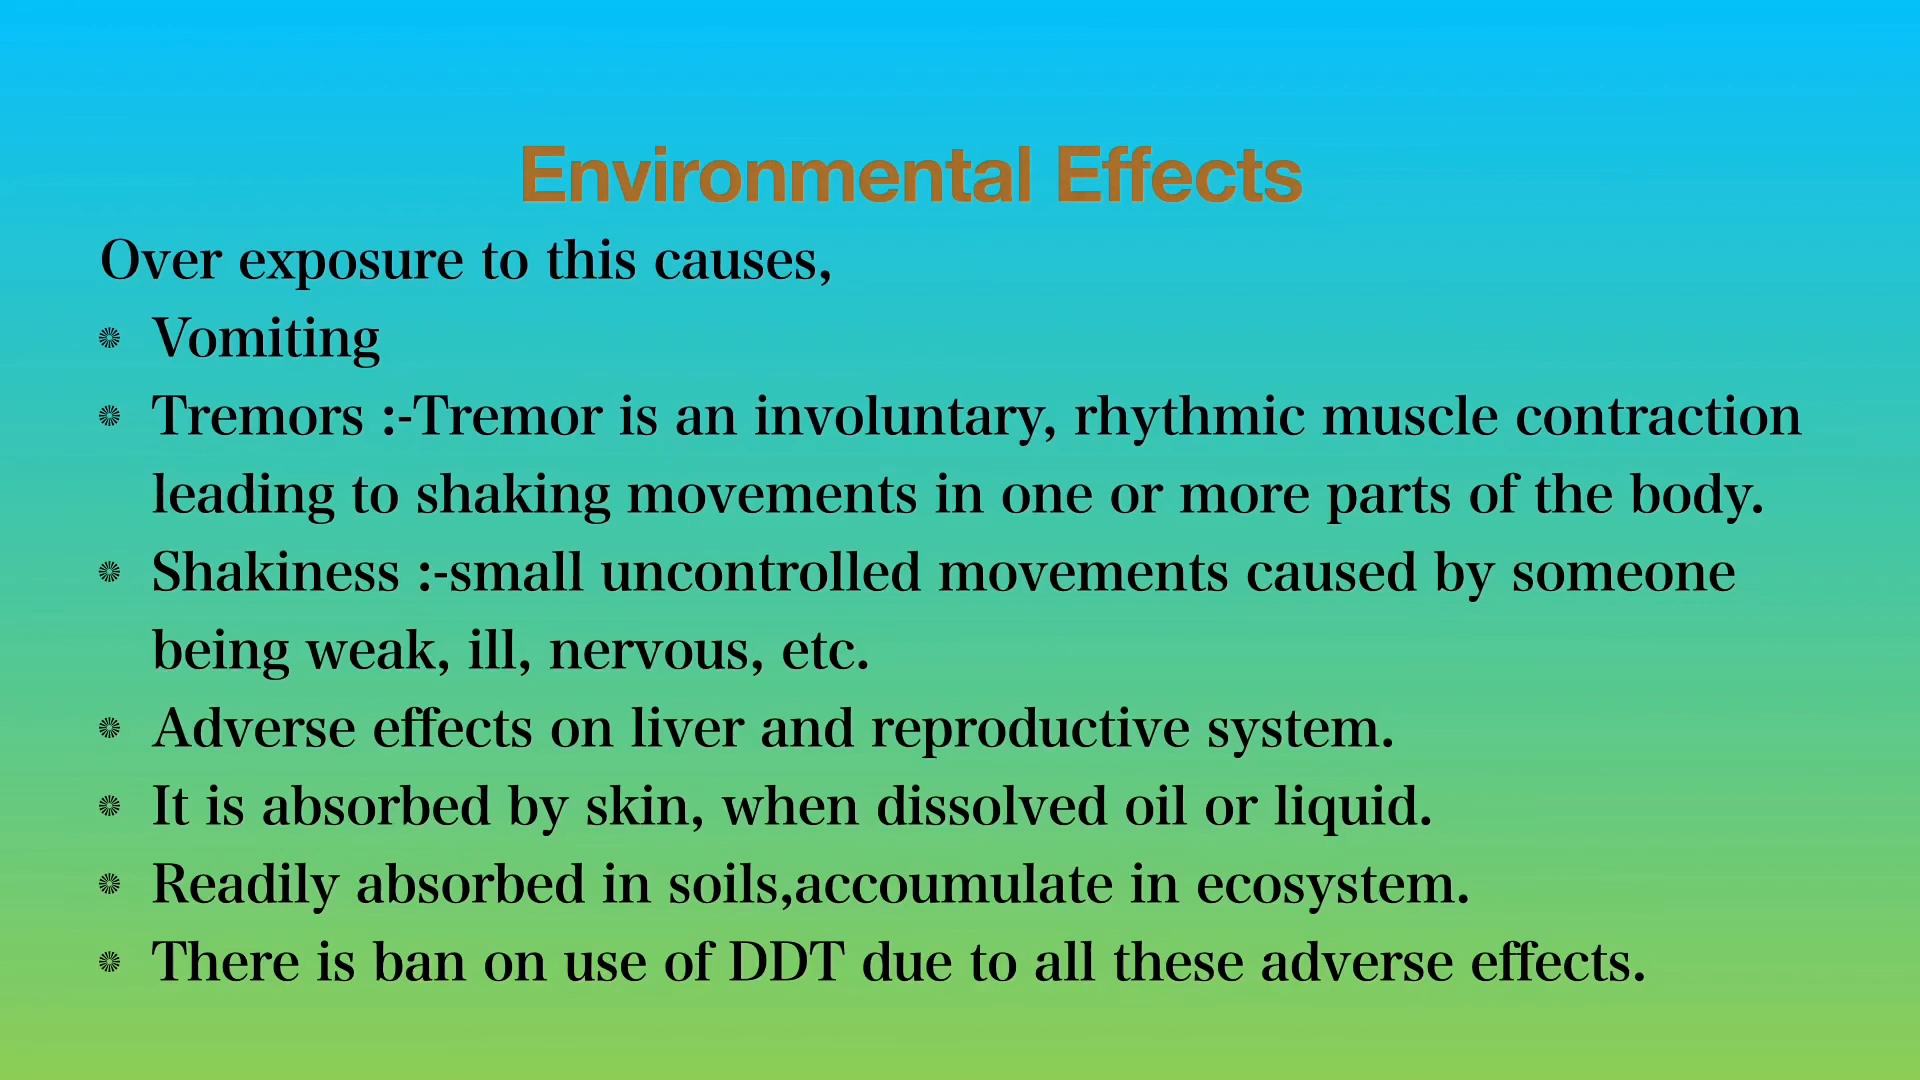 Environmental Effects
Over exposure to this causes,
Vomiting
Tremors :-Tremor is an involuntary, rhythmic muscle contraction
leading to shaking movements in one or more parts of the body.
Shakiness :-small uncontrolled movements caused by someone
being weak, ill, nervous, etc.
Adverse effects on liver and reproductive system.
It is absorbed by skin, when dissolved oil or liquid.
Readily absorbed in soils,accoumulate in ecosystem.
There is ban on use of DDT due to all these adverse effects.